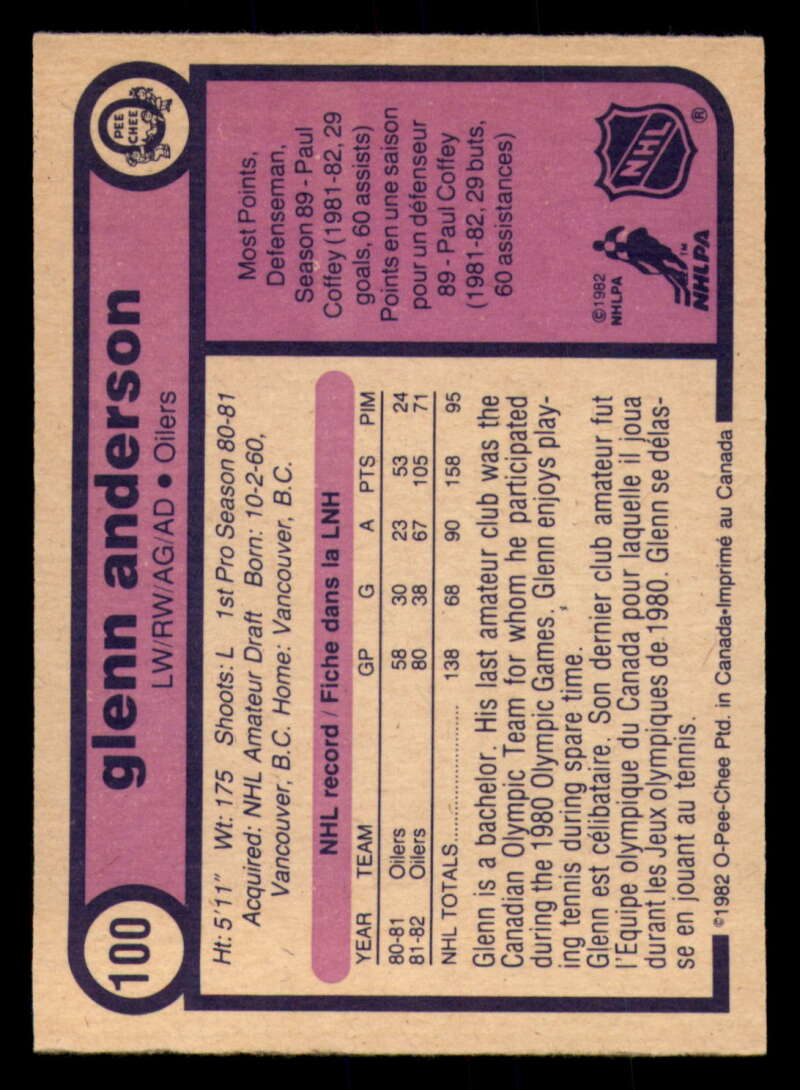 100
glenn anderson
LW/RW/AG/AD • Oilers
O
PEE
CHEE
Ht: 5'11" Wt: 175 Shoots: L 1st Pro Season 80-81
Acquired: NHL Amateur Draft Born: 10-2-60,
Vancouver, B.C. Home: Vancouver, B.C.
NHL record / Fiche dans la LNH
YEAR TEAM GP G A PTS PIM
80-81 Oilers 58 30 23 53 24
81-82 Oilers 80 38 67 105 71
NHL TOTALS.................... 138 68 90 158 95
Glenn is a bachelor. His last amateur club was the
Canadian Olympic Team for whom he participated
during the 1980 Olympic Games. Glenn enjoys play-
ing tennis during spare time.
Glenn est célibataire. Son dernier club amateur fut
l'Equipe olympique du Canada pour laquelle il joua
durant les Jeux olympiques de 1980. Glenn se délas-
se en jouant au tennis.
©1982 O-Pee-Chee Ptd. in Canada•Imprimé au Canada
Most Points,
Defenseman,
Season 89 - Paul
Coffey (1981-82, 29
goals, 60 assists)
Points en une saison
pour un défenseur
89 - Paul Coffey
(1981-82, 29 buts,
60 assistances)
©1982
NHLPA
NHLPA
TM
NHL
®